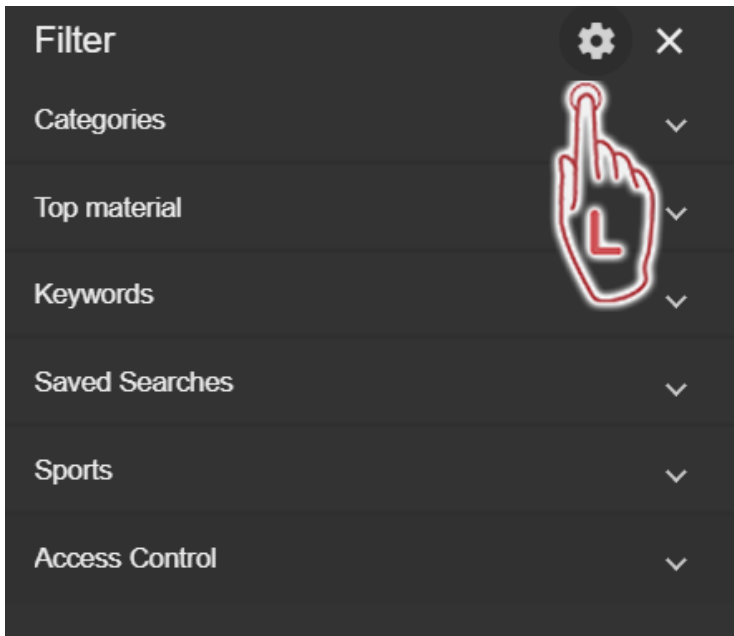 Filter
Categories
Top material
L
Keywords
Saved Searches
Sports
Access Control